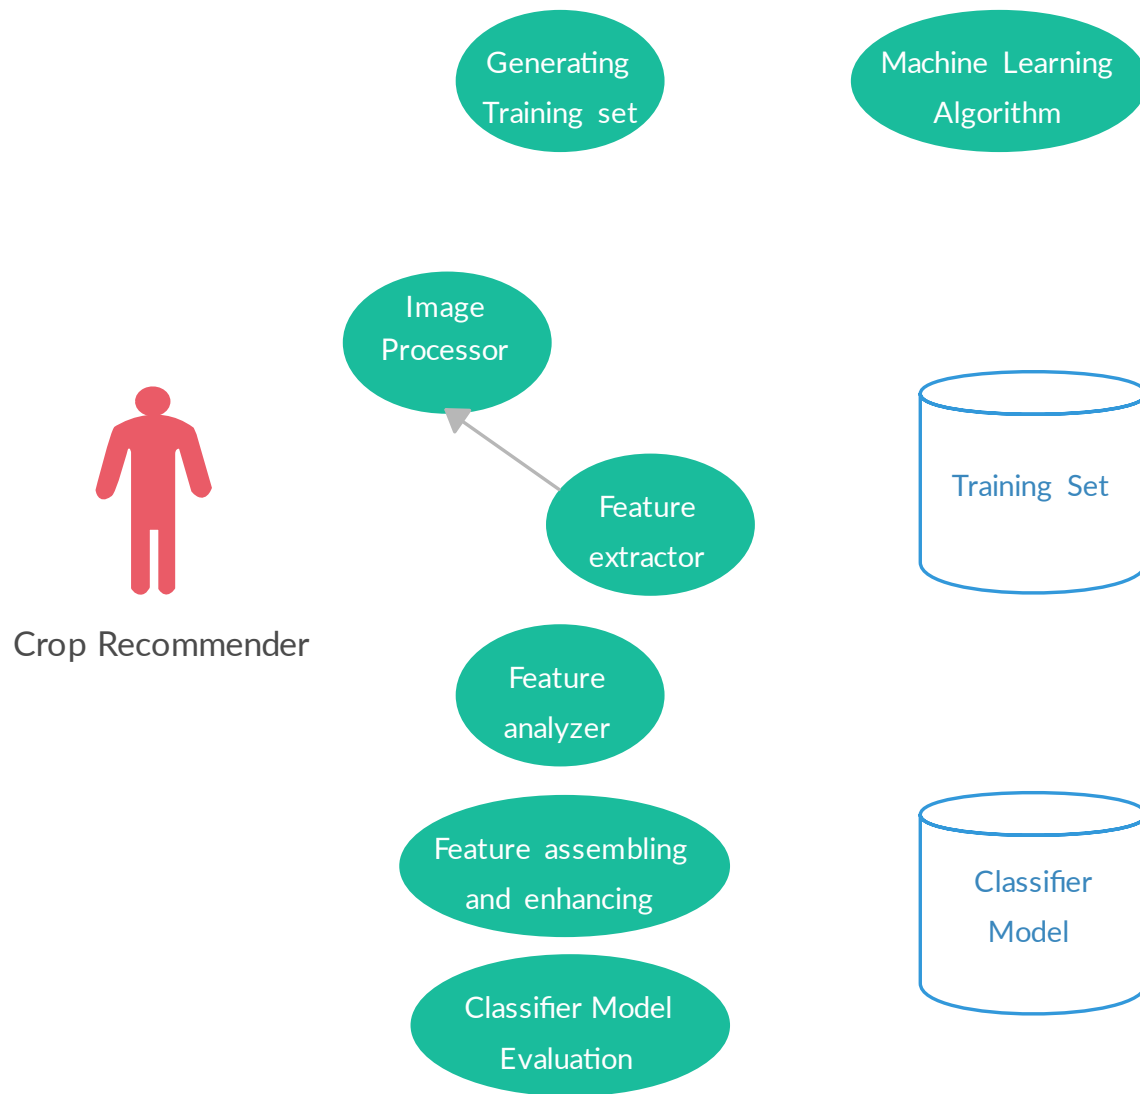 Generating
Training set
Machine Learning
Algorithm
Image
Processor
Feature
extractor
Training Set
Crop Recommender
Feature
analyzer
Feature assembling
and enhancing
Classifier
Model
Classifier Model
Evaluation